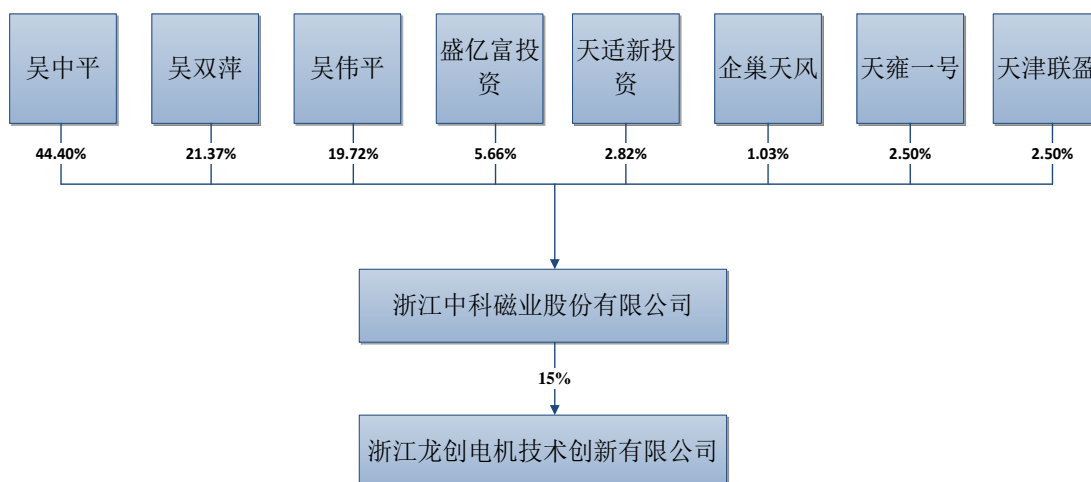 吴中平
吴双萍
吴伟平
盛亿富投
资
天适新投
资
企巢天风
天雍一号
天津联盈
44.40%
21.37%
19.72%
5.66%
2.82%
1.03%
2.50%
2.50%
浙江中科磁业股份有限公司
15%
浙江龙创电机技术创新有限公司